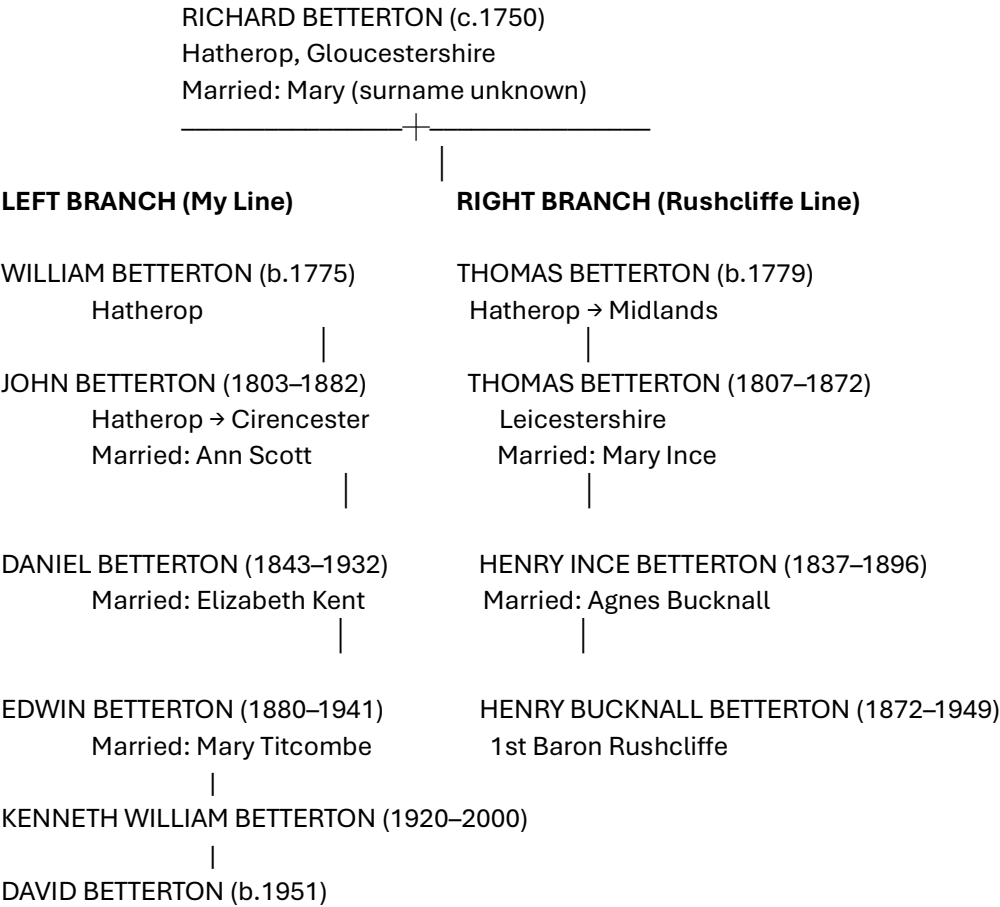 RICHARD BETTERTON (c.1750)
Hatherop, Gloucestershire
Married: Mary (surname unknown)
LEFT BRANCH (My Line)
RIGHT BRANCH (Rushcliffe Line)
WILLIAM BETTERTON (b.1775)
Hatherop
THOMAS BETTERTON (b.1779)
Hatherop → Midlands
JOHN BETTERTON (1803–1882)
Hatherop → Cirencester
Married: Ann Scott
THOMAS BETTERTON (1807–1872)
Leicestershire
Married: Mary Ince
DANIEL BETTERTON (1843–1932)
Married: Elizabeth Kent
HENRY INCE BETTERTON (1837–1896)
Married: Agnes Bucknall
EDWIN BETTERTON (1880–1941)
Married: Mary Titcombe
HENRY BUCKNALL BETTERTON (1872–1949)
1st Baron Rushcliffe
KENNETH WILLIAM BETTERTON (1920–2000)
DAVID BETTERTON (b.1951)